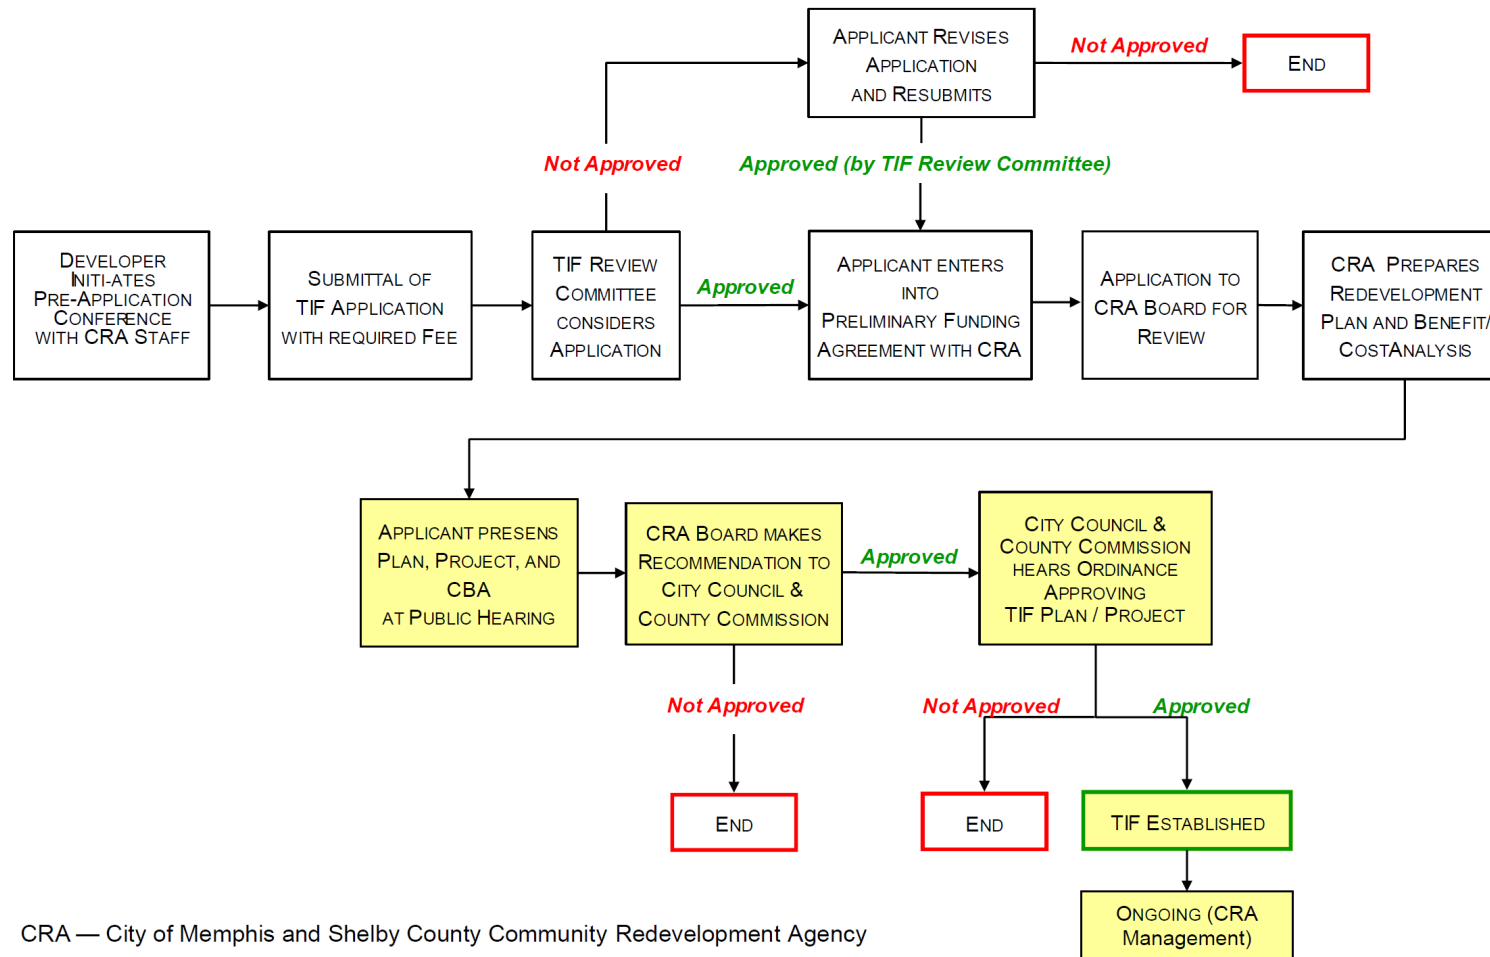 APPLICANT REVISES
APPLICATION
AND RESUBMITS
Not Approved
END
Not Approved
Approved (by TIF Review Committee)
DEVELOPER
INITI-ATES
PRE-APPLICATION
CONFERENCE
WITH CRA STAFF
SUBMITTAL OF
TIF APPLICATION
WITH REQUIRED FEE
TIF REVIEW
COMMITTEE
CONSIDERS
APPLICATION
Approved
APPLICANT ENTERS
INTO
PRELIMINARY FUNDING
AGREEMENT WITH CRA
APPLICATION TO
CRA BOARD FOR
REVIEW
CRA PREPARES
REDEVELOPMENT
PLAN AND BENEFIT/
COSTANALYSIS
APPLICANT PRESENS
PLAN, PROJECT, AND
CBA
AT PUBLIC HEARING
CRA BOARD MAKES
RECOMMENDATION TO
CITY COUNCIL &
COUNTY COMMISSION
Approved
CITY COUNCIL &
COUNTY COMMISSION
HEARS ORDINANCE
APPROVING
TIF PLAN / PROJECT
Not Approved
Not Approved
Approved
END
END
TIF ESTABLISHED
ONGOING (CRA
Management)
CRA — City of Memphis and Shelby County Community Redevelopment Agency